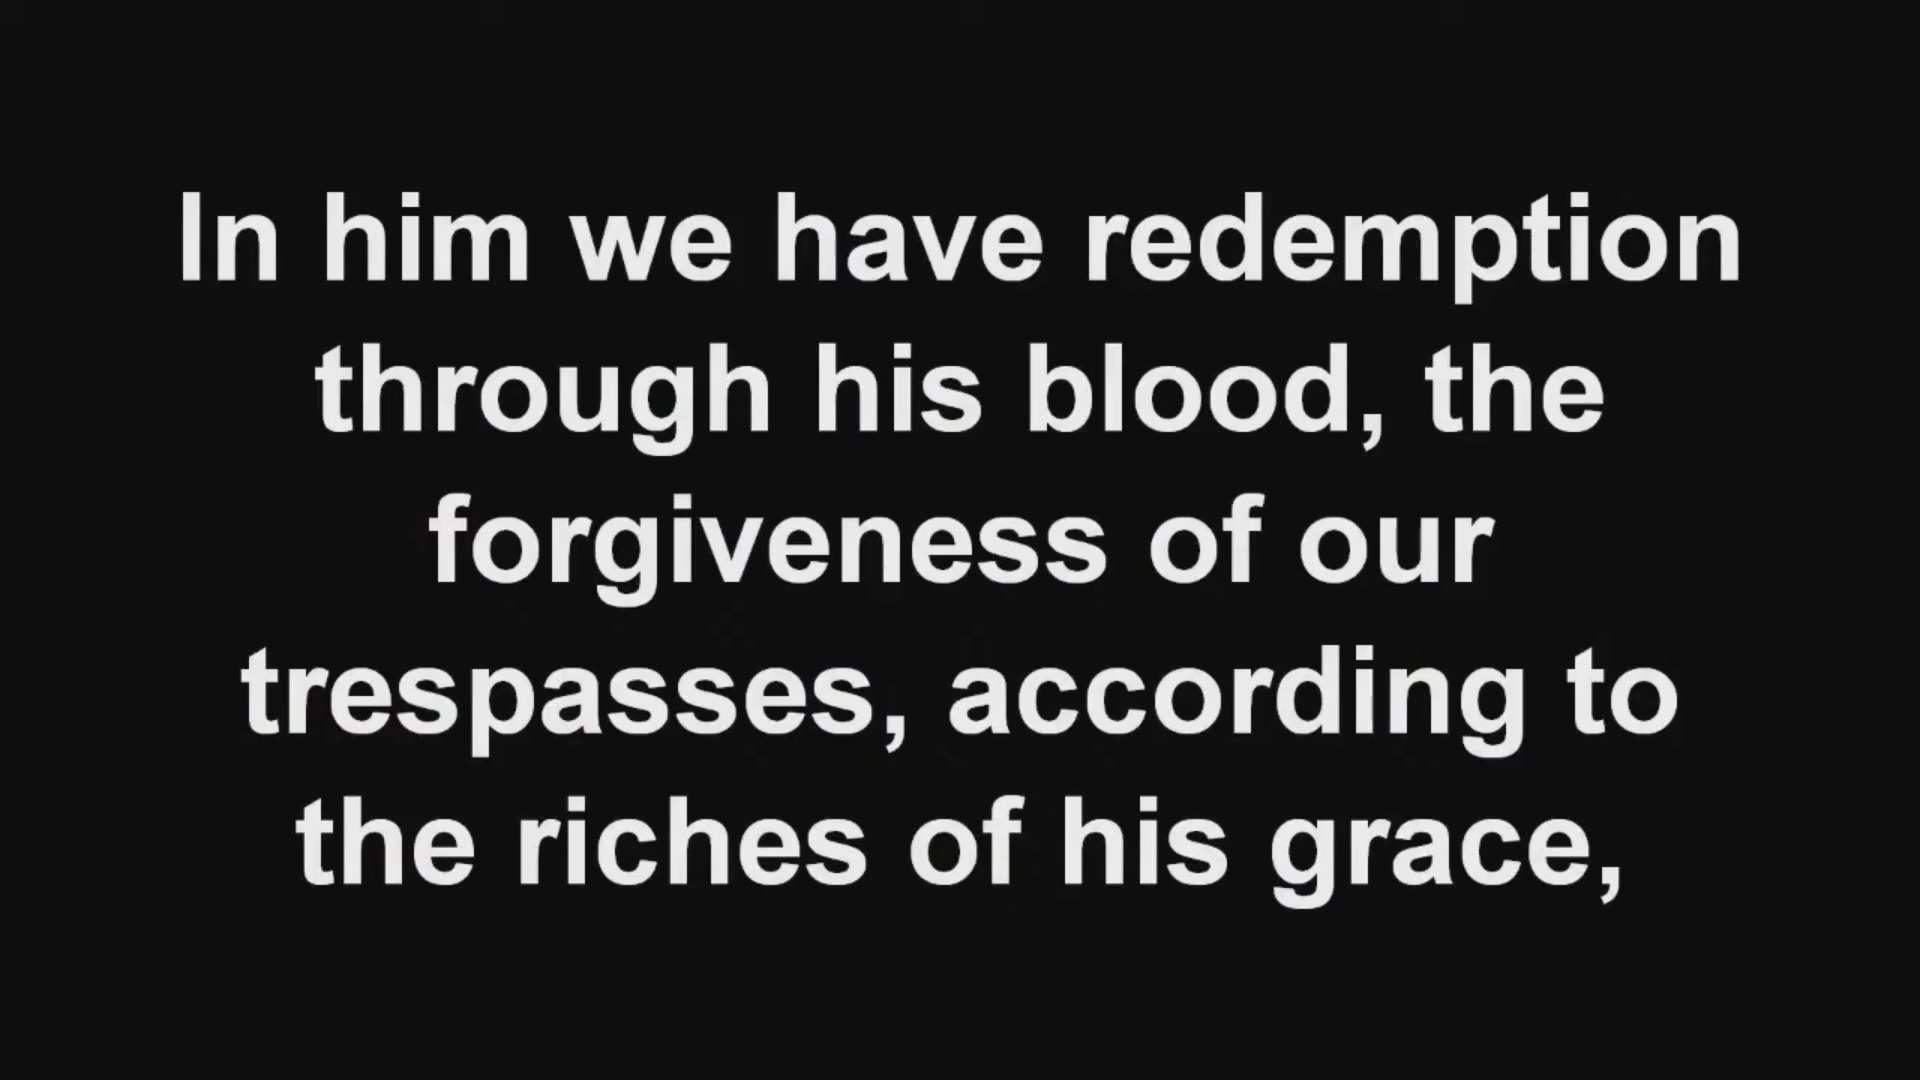 In him we have redemption
through his blood, the
forgiveness of our
trespasses, according to
the riches of his grace,